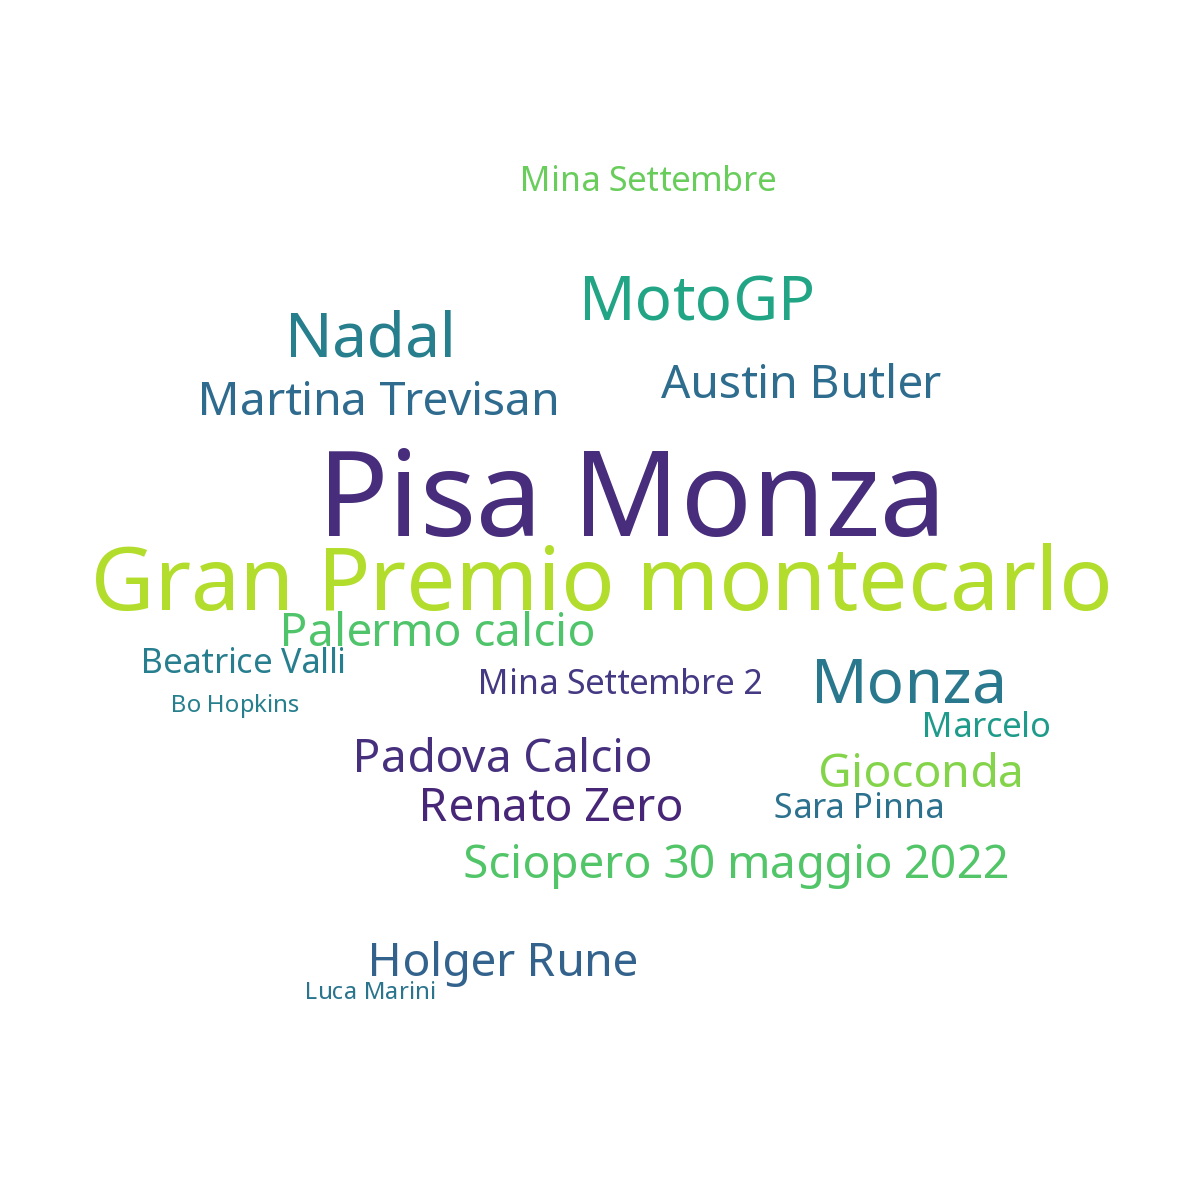 Mina Settembre
MotoGP
Nadal
Austin Butler
Martina Trevisan
Pisa Monza
Gran Premio montecarlo
Palermo calcio
Beatrice Valli
Mina Settembre 2
Monza
Bo Hopkins
Marcelo
Padova Calcio
Gioconda
Renato Zero
Sara Pinna
Sciopero 30 maggio 2022
Holger Rune
Luca Marini